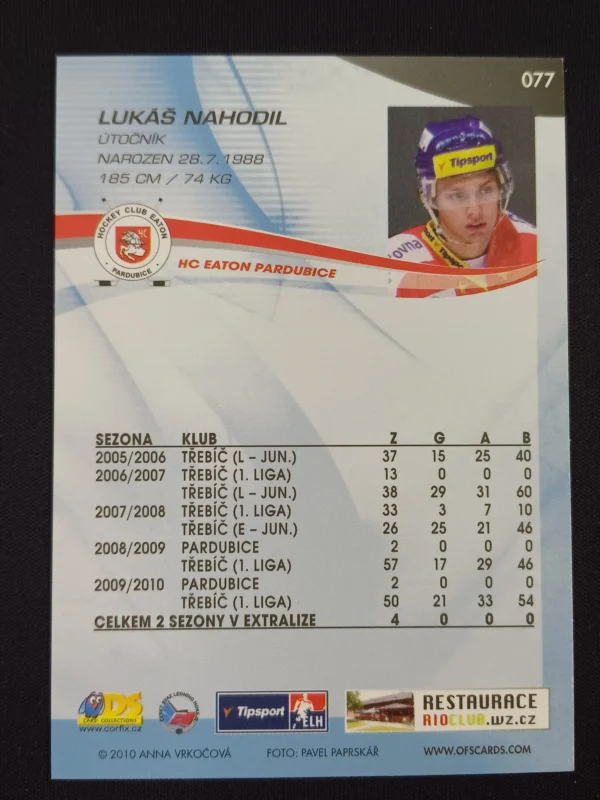 077
LUKÁŠ NAHODIL
ÚTOČNÍK
NAROZEN 28.7.1988
185 CM / 74 KG
Tipsport
HOCKEY CLUB EATON
HC
PARDUBICE
HC EATON PARDUBICE
SEZONA KLUB Z G A B
2005/2006 TŘEBÍČ (L – JUN.) 37 15 25 40
2006/2007 TŘEBÍČ (1. LIGA) 13 0 0 0
TŘEBÍČ (L – JUN.) 38 29 31 60
2007/2008 TŘEBÍČ (1. LIGA) 33 3 7 10
TŘEBÍČ (E – JUN.) 26 25 21 46
2008/2009 PARDUBICE 2 0 0 0
TŘEBÍČ (1. LIGA) 57 17 29 46
2009/2010 PARDUBICE 2 0 0 0
TŘEBÍČ (1. LIGA) 50 21 33 54
CELKEM 2 SEZONY V EXTRALIZE 4 0 0 0
DS
CARD COLLECTIONS
www.corfix.cz
Tipsport ELH
RESTAURACE
RIOCLUB.WZ.CZ
© 2010 ANNA VRKOČOVÁ FOTO: PAVEL PAPRSKÁŘ WWW.OFSCARDS.COM